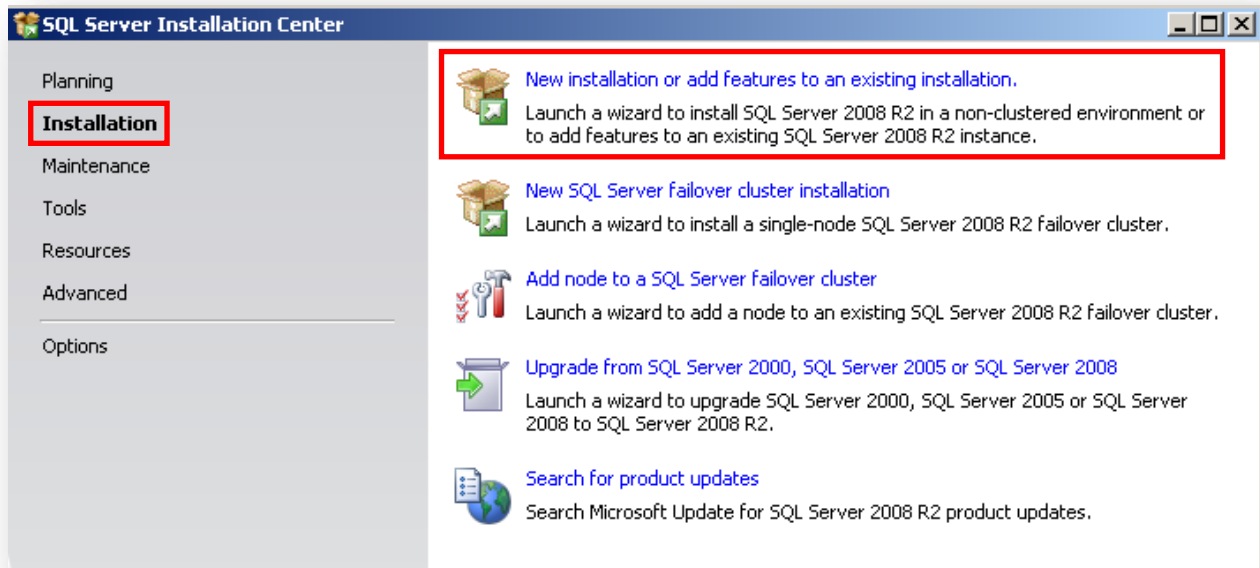 SQL Server Installation Center
Planning
Installation
Maintenance
Tools
Resources
Advanced
Options
New installation or add features to an existing installation.
Launch a wizard to install SQL Server 2008 R2 in a non-clustered environment or
to add features to an existing SQL Server 2008 R2 instance.
New SQL Server failover cluster installation
Launch a wizard to install a single-node SQL Server 2008 R2 failover cluster.
Add node to a SQL Server failover cluster
Launch a wizard to add a node to an existing SQL Server 2008 R2 failover cluster.
Upgrade from SQL Server 2000, SQL Server 2005 or SQL Server 2008
Launch a wizard to upgrade SQL Server 2000, SQL Server 2005 or SQL Server
2008 to SQL Server 2008 R2.
Search for product updates
Search Microsoft Update for SQL Server 2008 R2 product updates.